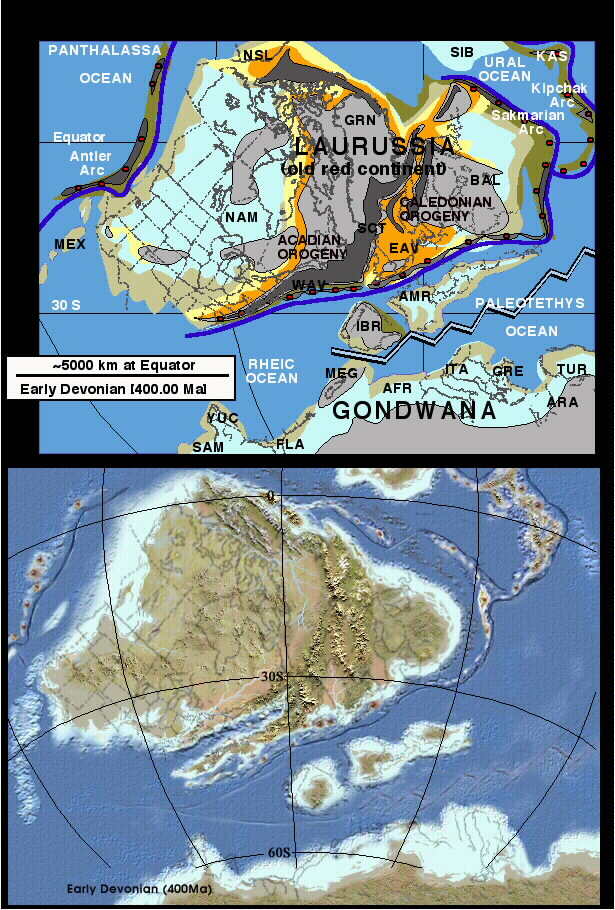 PANTHALASSA
OCEAN
NSL
SIB
URAL
OCEAN
KAS
Kipchak
Arc
Sakmarian
Arc
GRN
Equator
Antler
Arc
LAURUSSIA
(old red continent)
BAL
NAM
CALEDONIAN
OROGENY
SCT
MEX
ACADIAN
OROGENY
EAV
WAV
AMR
30 S
PALEOTETHYS
OCEAN
IBR
~5000 km at Equator
Early Devonian [400.00 Ma]
RHEIC
OCEAN
MEG
AFR
ITA
GRE
TUR
GONDWANA
ARA
YUC
SAM
FLA
0
30S
60S
Early Devonian (400Ma)